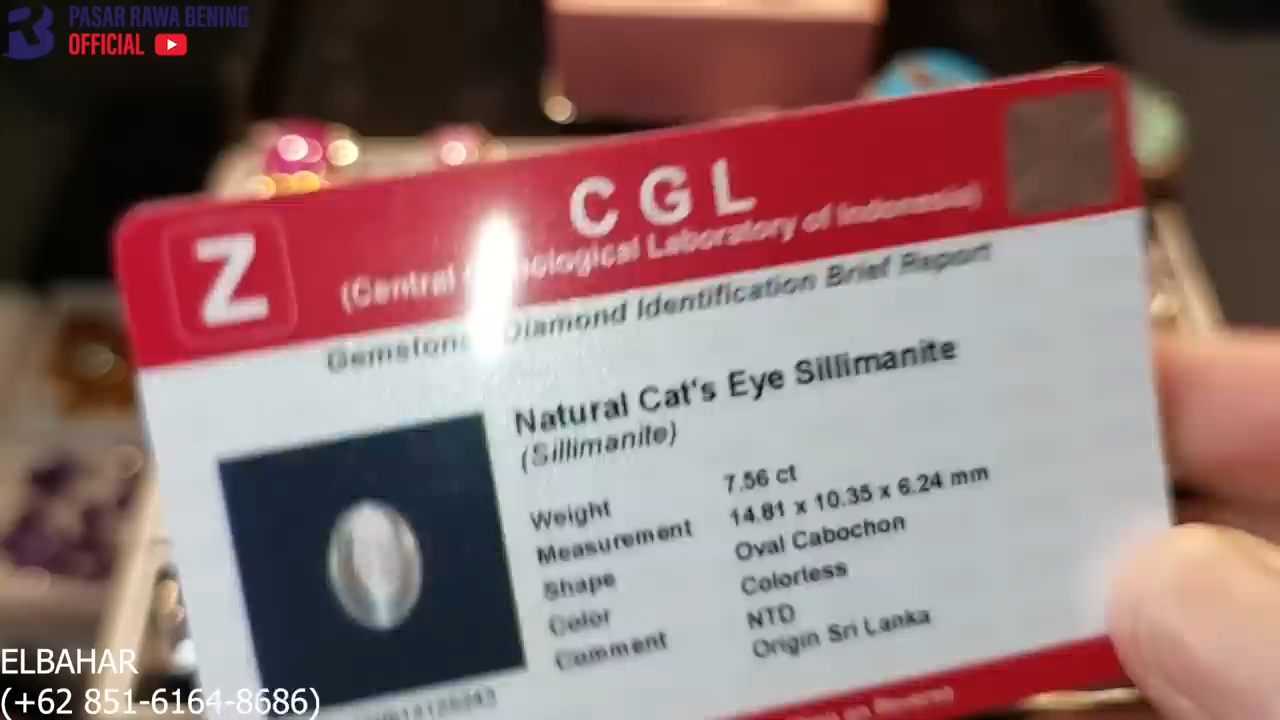 PASAR RAWA BENING
OFFICIAL
Z
CGL
(Central Laboratory of Indonesia)
Diamond Identification Brief Report
Natural Cat's Eye Sillimanite
(Sillimanite)
Weight 7.56 ct
Measurement 14.81 x 10.35 x 6.24 mm
Shape Oval Cabochon
Color Colorless
Comment NTD
Origin Sri Lanka
ELBAHAR
(+62 851-6164-8686)